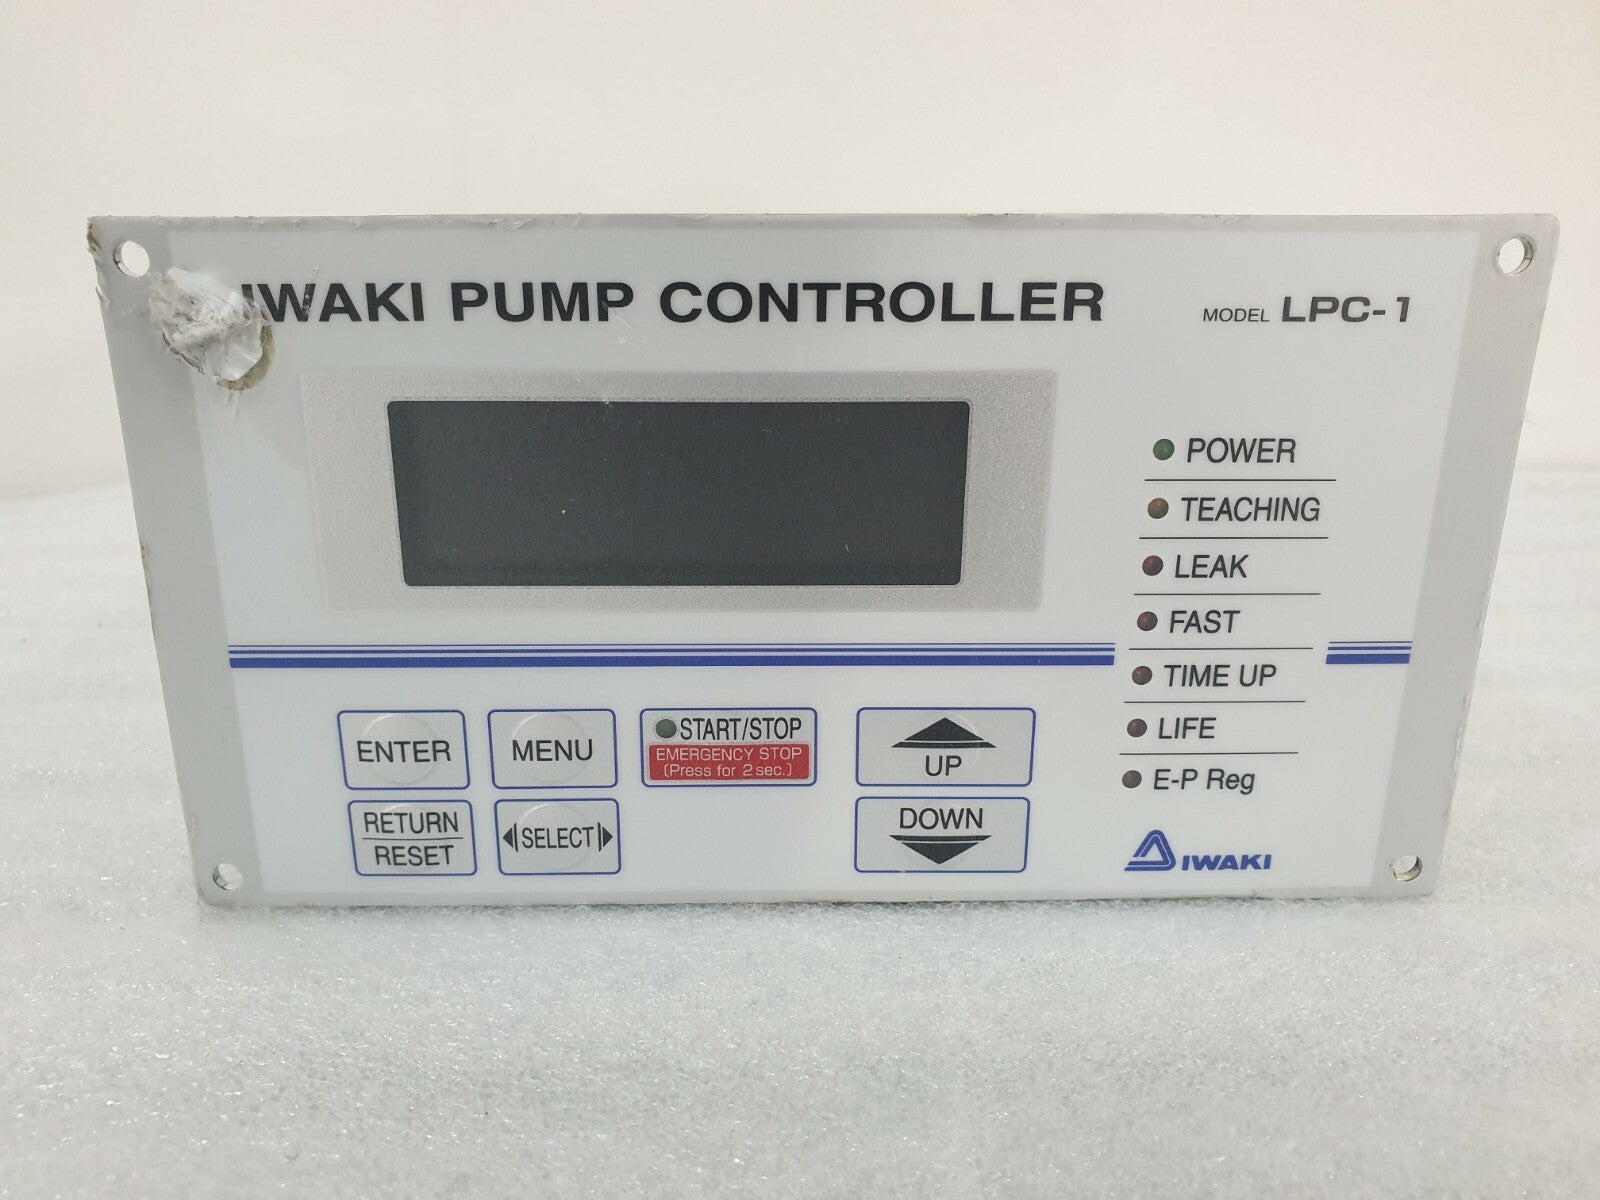 IWAKI PUMP CONTROLLER
MODEL LPC-1
POWER
TEACHING
LEAK
FAST
TIME UP
LIFE
E-P Reg
ENTER
MENU
START/STOP
EMERGENCY STOP
(Press for 2 sec.)
UP
RETURN
RESET
SELECT
DOWN
IWAKI